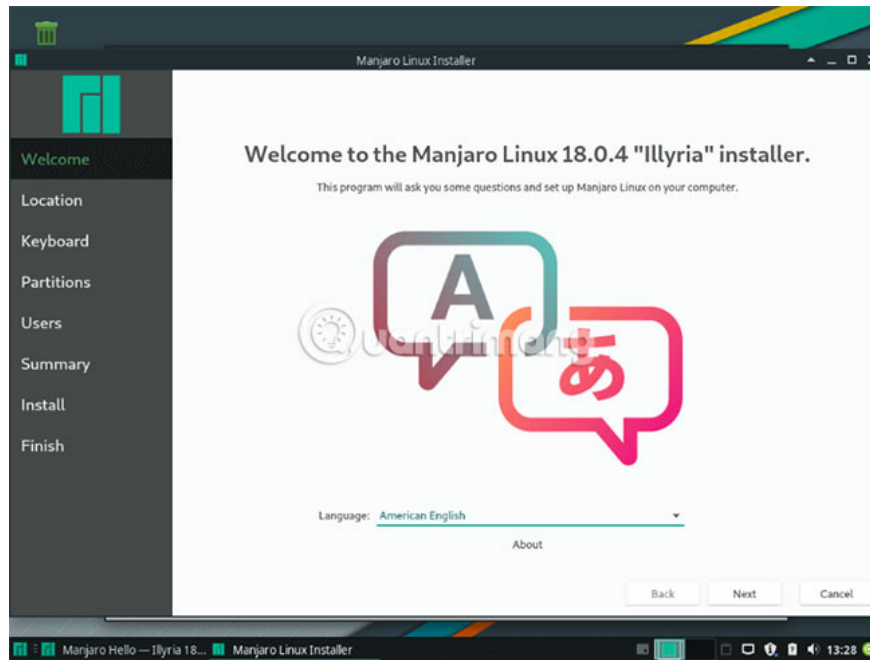 Manjaro Linux Installer
Welcome
Location
Keyboard
Partitions
Users
Summary
Install
Finish
Welcome to the Manjaro Linux 18.0.4 "Illyria" installer.
This program will ask you some questions and set up Manjaro Linux on your computer.
A
あ
Quantrimang
Language: American English
About
Back Next Cancel
Manjaro Hello — Illyria 18... Manjaro Linux Installer 13:28